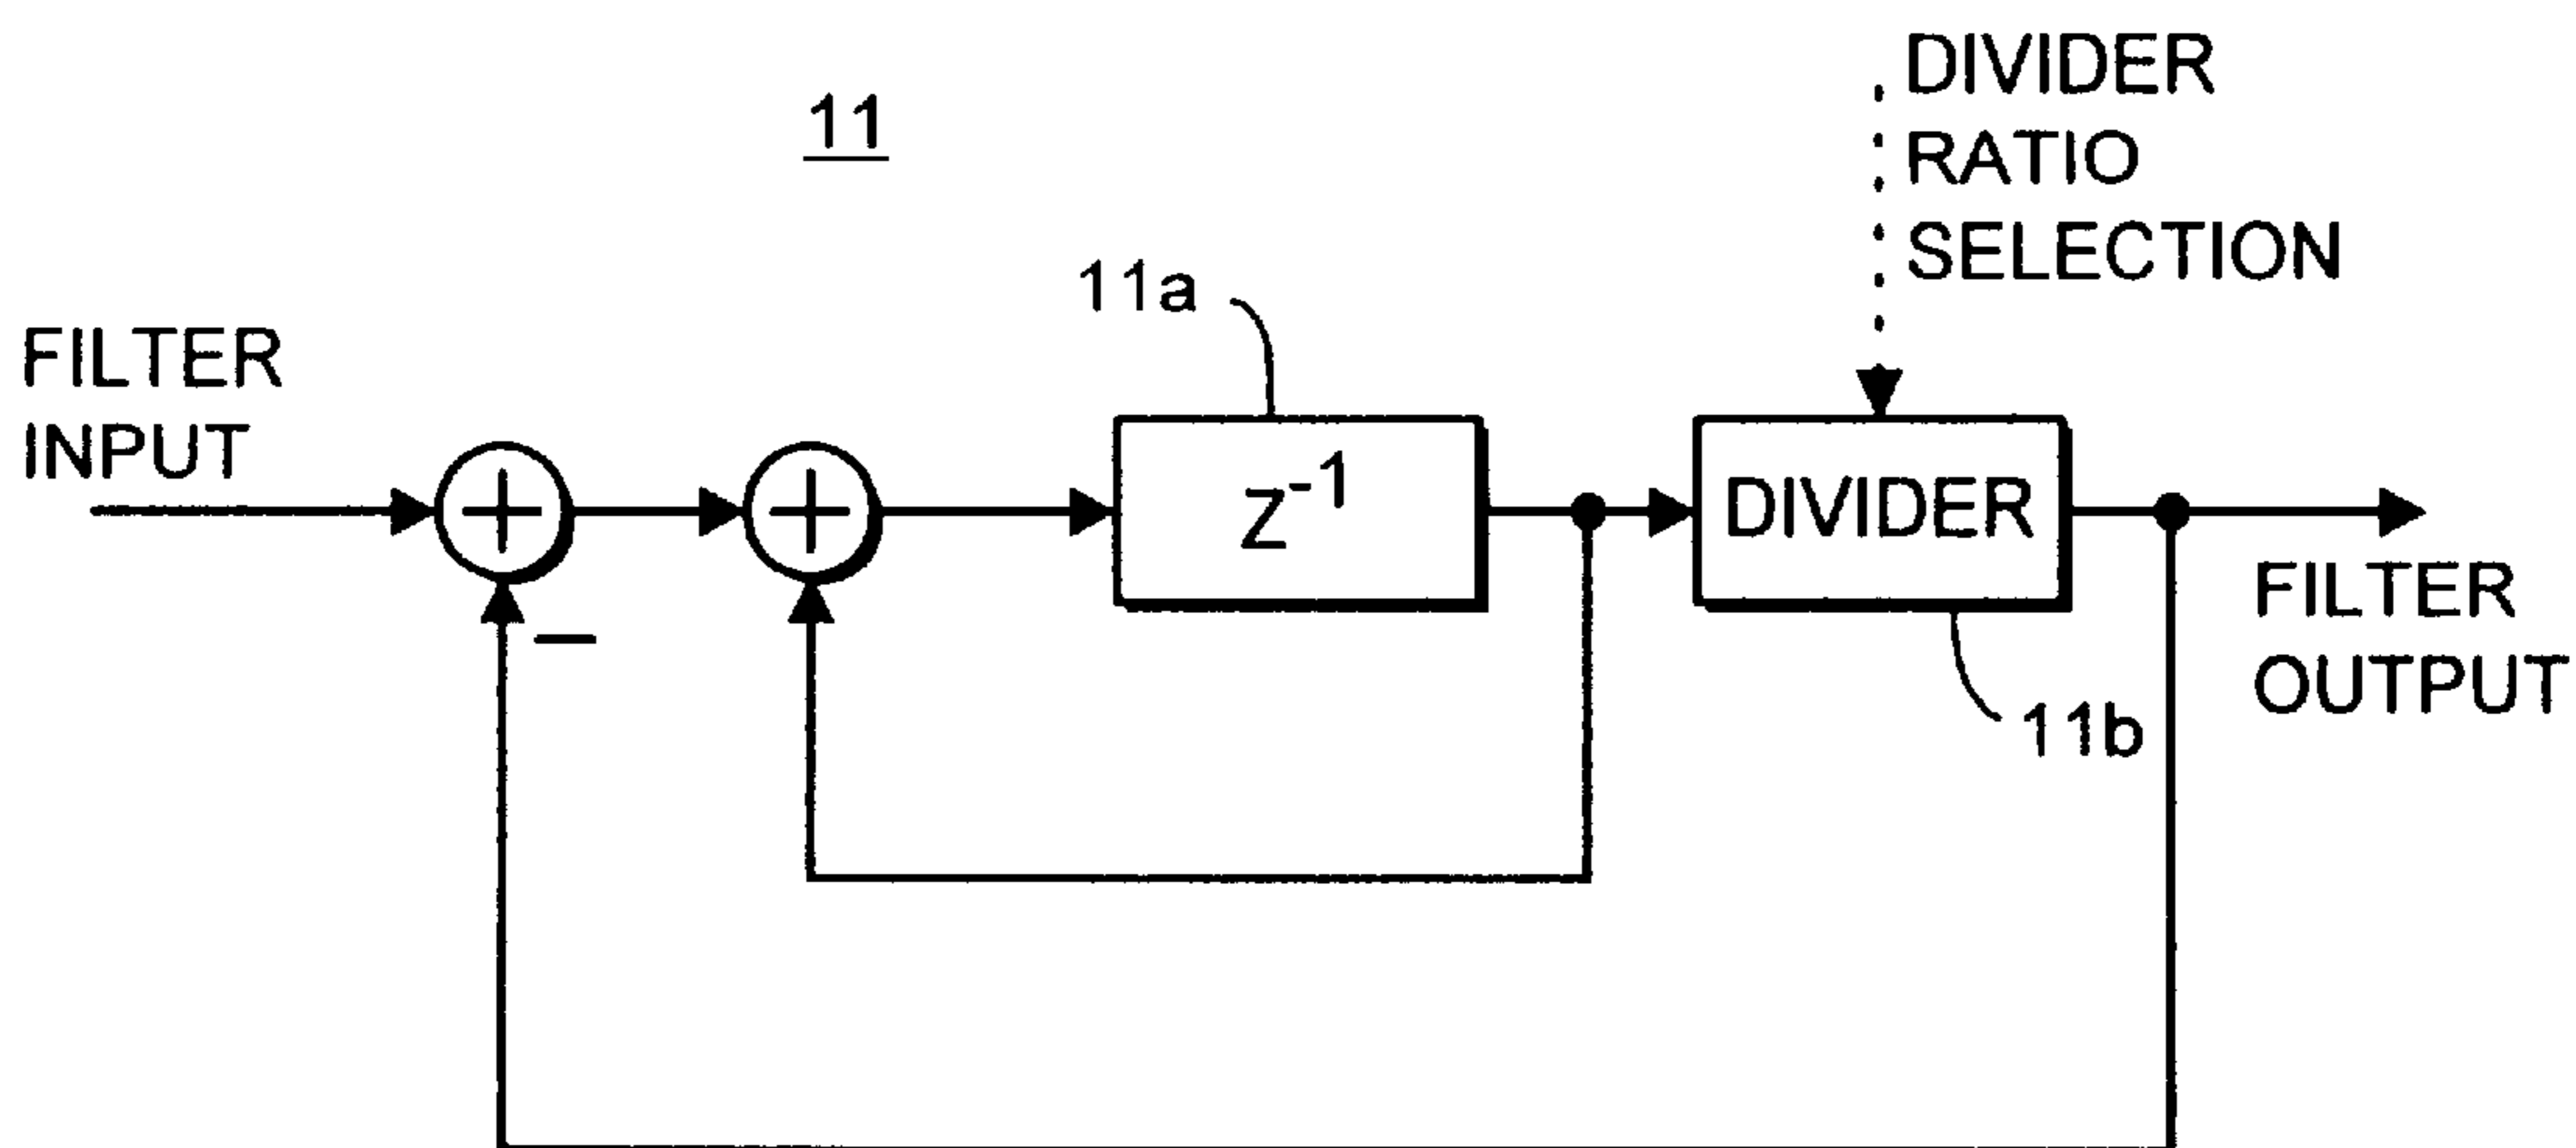 11
DIVIDER
RATIO
SELECTION
11a
FILTER
INPUT
Z⁻¹
DIVIDER
FILTER
OUTPUT
11b
+
+
−